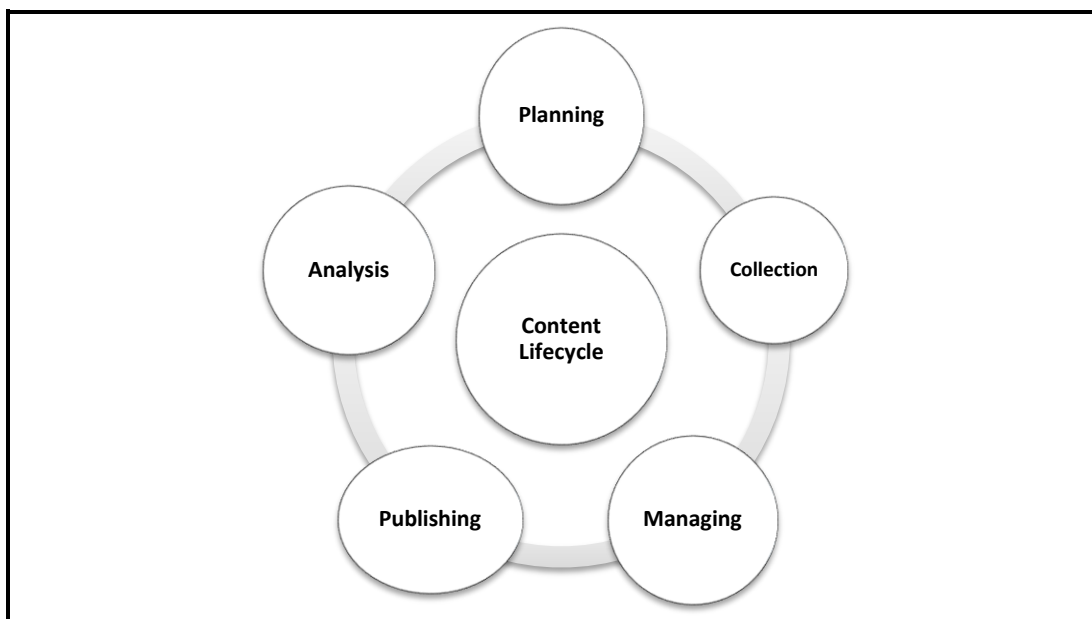 Planning
Analysis
Collection
Content
Lifecycle
Publishing
Managing